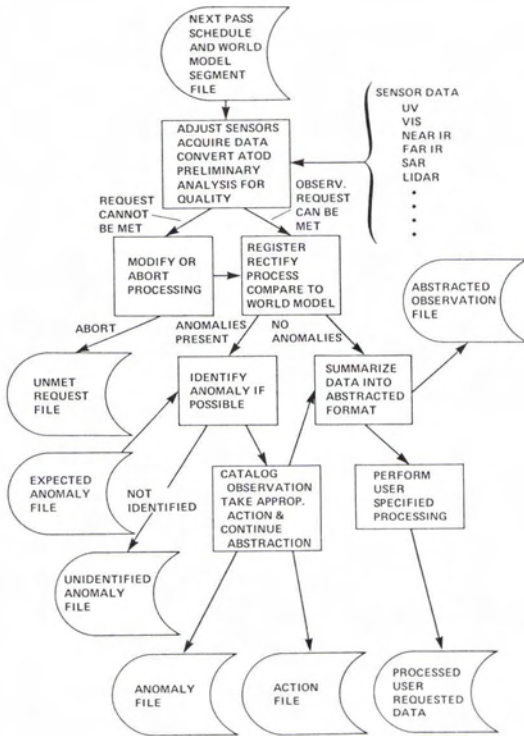 NEXT PASS
SCHEDULE
AND WORLD
MODEL
SEGMENT
FILE
SENSOR DATA
UV
VIS
NEAR IR
FAR IR
SAR
LIDAR
ADJUST SENSORS
ACQUIRE DATA
CONVERT ATOD
PRELIMINARY
ANALYSIS FOR
QUALITY
REQUEST
CANNOT
BE MET
OBSERV.
REQUEST
CAN BE
MET
MODIFY OR
ABORT
PROCESSING
REGISTER
RECTIFY
PROCESS
COMPARE TO
WORLD MODEL
ABSTRACTED
OBSERVATION
FILE
ABORT
ANOMALIES
PRESENT
NO
ANOMALIES
UNMET
REQUEST
FILE
IDENTIFY
ANOMALY IF
POSSIBLE
SUMMARIZE
DATA INTO
ABSTRACTED
FORMAT
EXPECTED
ANOMALY
FILE
NOT
IDENTIFIED
CATALOG
OBSERVATION
TAKE APPROP.
ACTION &
CONTINUE
ABSTRACTION
PERFORM
USER
SPECIFIED
PROCESSING
UNIDENTIFIED
ANOMALY
FILE
ANOMALY
FILE
ACTION
FILE
PROCESSED
USER
REQUESTED
DATA